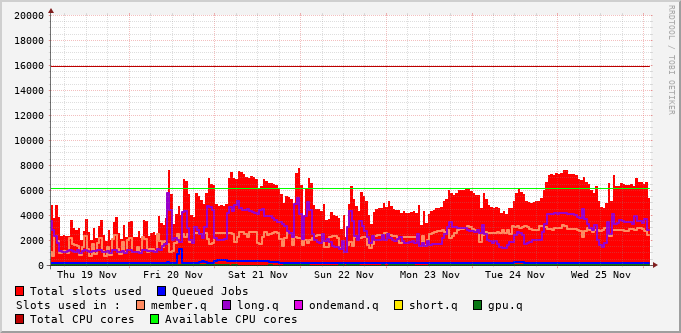 20000
18000
16000
14000
12000
10000
8000
6000
4000
2000
0
Thu 19 Nov Fri 20 Nov Sat 21 Nov Sun 22 Nov Mon 23 Nov Tue 24 Nov Wed 25 Nov
Total slots used Queued Jobs
Slots used in : member.q long.q ondemand.q short.q gpu.q
Total CPU cores Available CPU cores
RRDTOOL / TOBI OETIKER